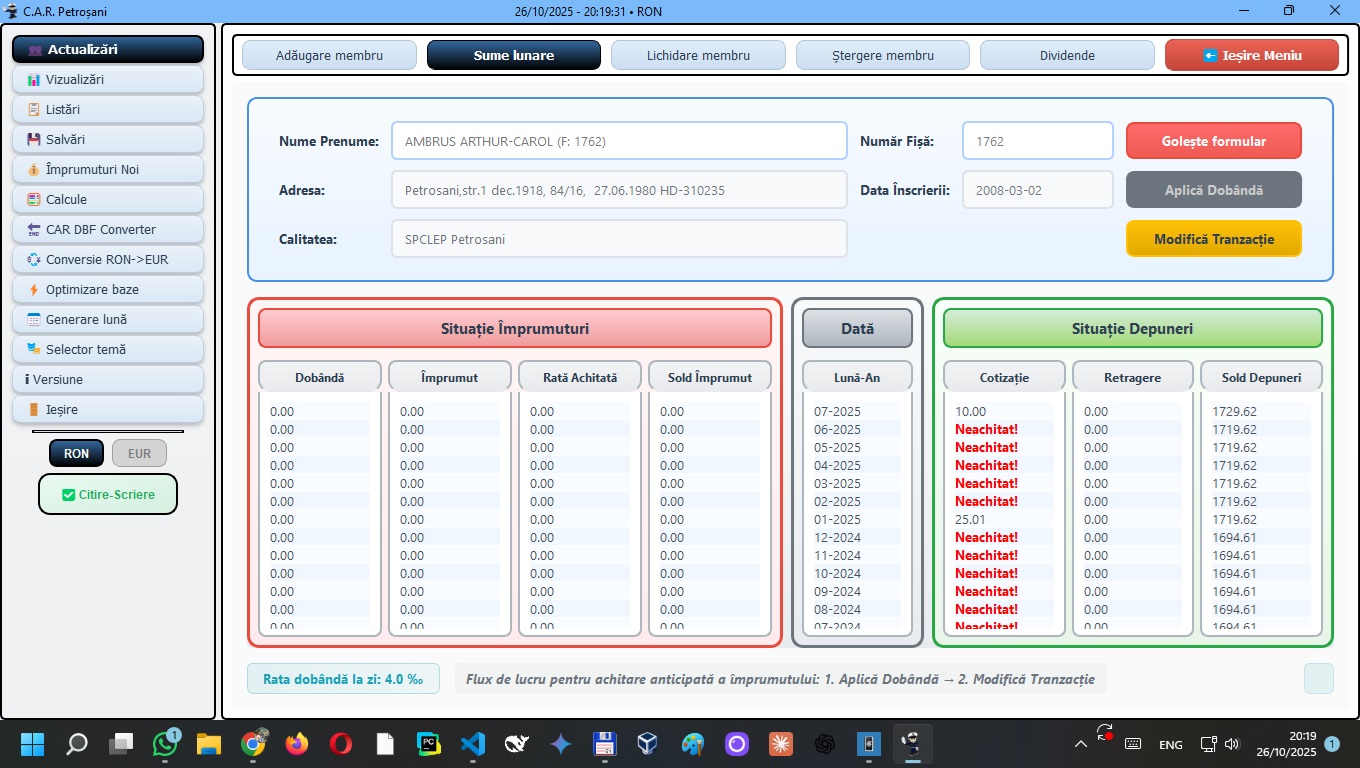 C.A.R. Petroșani
26/10/2025 - 20:19:31 • RON
Actualizări
Vizualizări
Listări
Salvări
Împrumuturi Noi
Calcule
CAR DBF Converter
Conversie RON->EUR
Optimizare baze
Generare lună
Selector temă
i Versiune
Ieșire
RON EUR
Citire-Scriere
Adăugare membru Sume lunare Lichidare membru Ștergere membru Dividende Ieșire Meniu
Nume Prenume: AMBRUS ARTHUR-CAROL (F: 1762) Număr Fișă: 1762 Golește formular
Adresa: Petrosani,str.1 dec.1918, 84/16, 27.06.1980 HD-310235 Data Înscrierii: 2008-03-02 Aplică Dobândă
Calitatea: SPCLEP Petrosani Modifică Tranzacție
Situație Împrumuturi Dată Situație Depuneri
Dobândă Împrumut Rată Achitată Sold Împrumut Lună-An Cotizație Retragere Sold Depuneri
0.00 0.00 0.00 0.00 07-2025 10.00 0.00 1729.62
0.00 0.00 0.00 0.00 06-2025 Neachitat! 0.00 1719.62
0.00 0.00 0.00 0.00 05-2025 Neachitat! 0.00 1719.62
0.00 0.00 0.00 0.00 04-2025 Neachitat! 0.00 1719.62
0.00 0.00 0.00 0.00 03-2025 Neachitat! 0.00 1719.62
0.00 0.00 0.00 0.00 02-2025 Neachitat! 0.00 1719.62
0.00 0.00 0.00 0.00 01-2025 25.01 0.00 1719.62
0.00 0.00 0.00 0.00 12-2024 Neachitat! 0.00 1694.61
0.00 0.00 0.00 0.00 11-2024 Neachitat! 0.00 1694.61
0.00 0.00 0.00 0.00 10-2024 Neachitat! 0.00 1694.61
0.00 0.00 0.00 0.00 09-2024 Neachitat! 0.00 1694.61
0.00 0.00 0.00 0.00 08-2024 Neachitat! 0.00 1694.61
0.00 0.00 0.00 0.00 07-2024 Neachitat! 0.00 1694.61
Rata dobândă la zi: 4.0 ‰ Flux de lucru pentru achitare anticipată a împrumutului: 1. Aplică Dobândă → 2. Modifică Tranzacție
1 PC ENG 20:19 1
26/10/2025